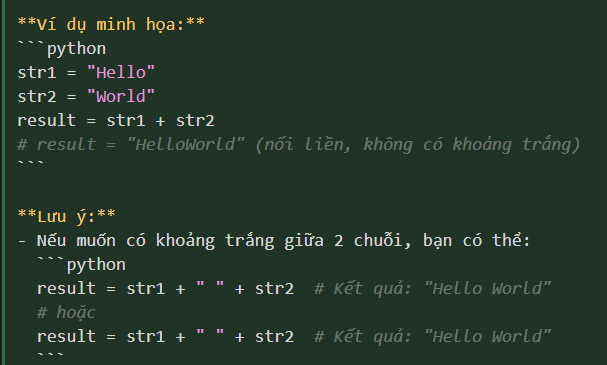 **Ví dụ minh họa:**
```python
str1 = "Hello"
str2 = "World"
result = str1 + str2
# result = "HelloWorld" (nối liền, không có khoảng trắng)
```
**Lưu ý:**
- Nếu muốn có khoảng trắng giữa 2 chuỗi, bạn có thể:
```python
result = str1 + " " + str2  # Kết quả: "Hello World"
# hoặc
result = str1 + " " + str2  # Kết quả: "Hello World"
```